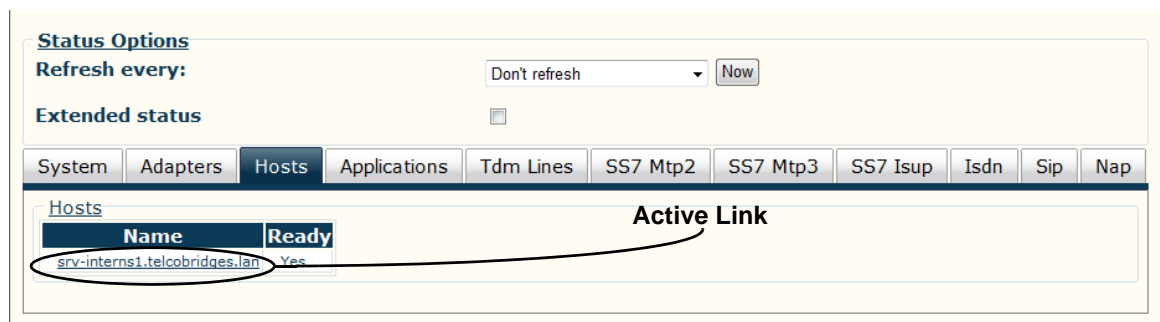 Status Options
Refresh every: Don't refresh Now
Extended status
System Adapters Hosts Applications Tdm Lines SS7 Mtp2 SS7 Mtp3 SS7 Isup Isdn Sip Nap
Hosts
Active Link
Name Ready
srv-interns1.telcobridges.lan Yes